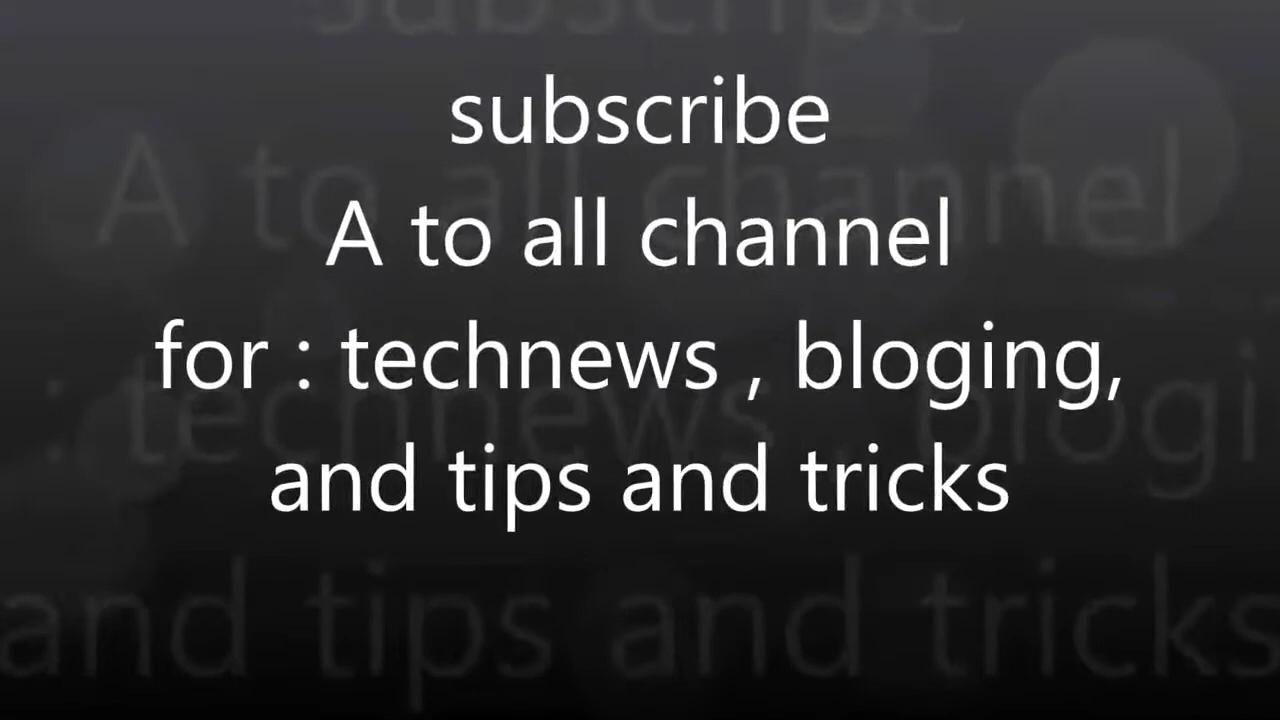 subscribe
A to all channel
for : technews , bloging,
and tips and tricks